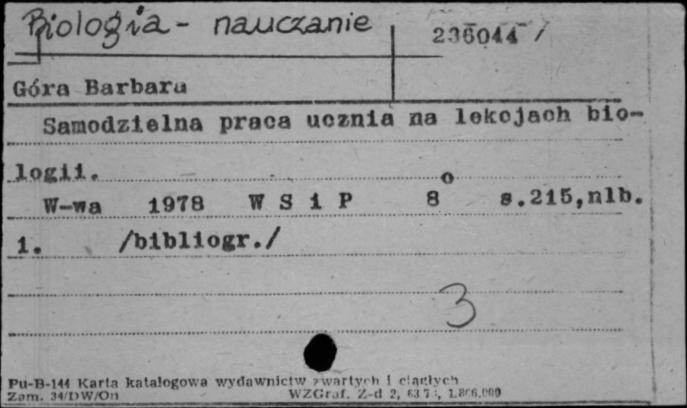 Biologia - nauczanie
236044
Góra Barbara
Samodzielna praca ucznia na lekcjach bio-
logii.
W-wa 1978 W S i P 8° s.215,nlb.
1. /bibliogr./
3
Pu-B-144 Karta katalogowa wydawnictw zwartych i ciągłych
Zam. 34/DW/On WZGraf. Z-d 2,